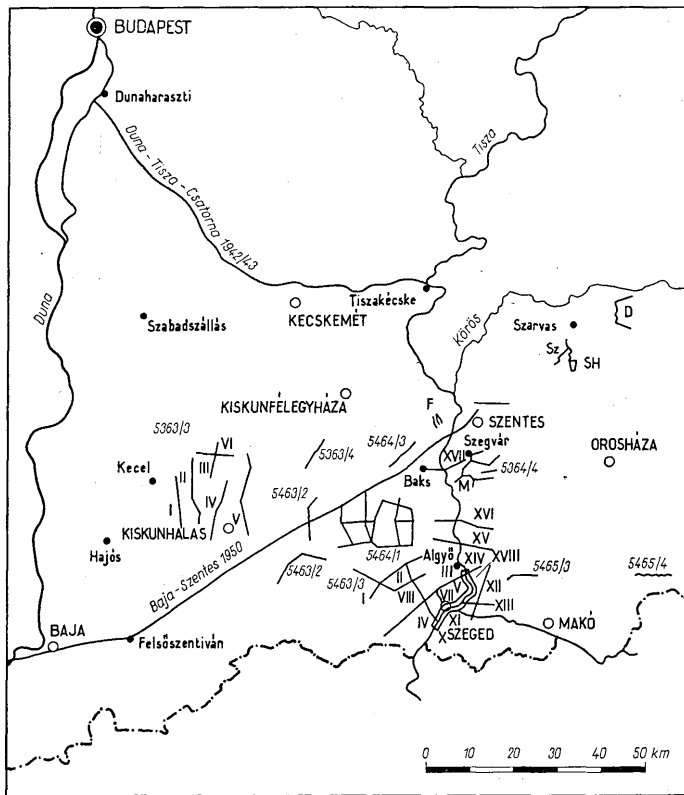 BUDAPEST
Dunaharaszti
Duna - Tisza - Csatorna 1942/43
Tisza
Duna
Tiszakécske
KECSKEMÉT
Szabadszállás
Körös
Szarvas
D
Sz
SH
KISKUNFÉLEGYHÁZA
F
SZENTES
5363/3
VI
5363/4
5464/3
Szegvár
XVII
OROSHÁZA
Kecel
II
III
Baks
5364/4
M
I
IV
5463/2
V
KISKUNHALAS
XVI
XV
Hajós
5464/1
Algyő
XIV
XVIII
5463/2
5463/3
II
III
5465/3
5465/4
I
VIII
VII
V
XII
XIII
Baja-Szentes 1950
IV
X
XI
SZEGED
MAKÓ
BAJA
Felsőszentiván
0 10 20 30 40 50 km